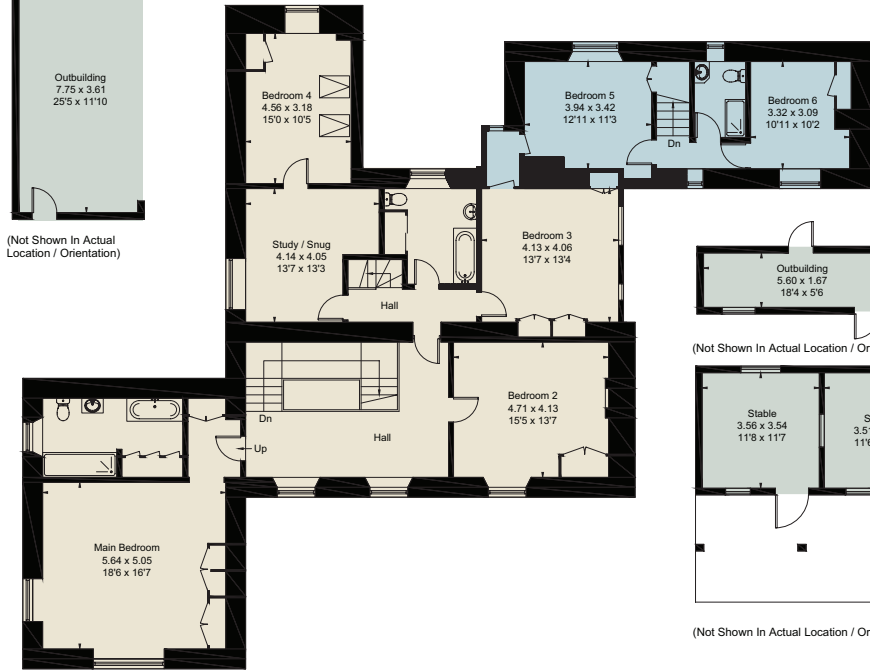 Outbuilding
7.75 x 3.61
25'5 x 11'10
(Not Shown In Actual
Location / Orientation)
Bedroom 4
4.56 x 3.18
15'0 x 10'5
Bedroom 5
3.94 x 3.42
12'11 x 11'3
Dn
Bedroom 6
3.32 x 3.09
10'11 x 10'2
Study / Snug
4.14 x 4.05
13'7 x 13'3
Hall
Bedroom 3
4.13 x 4.06
13'7 x 13'4
Outbuilding
5.60 x 1.67
18'4 x 5'6
(Not Shown In Actual Location / Or
Dn
Hall
Up
Bedroom 2
4.71 x 4.13
15'5 x 13'7
Stable
3.56 x 3.54
11'8 x 11'7
S
3.51
11'6
Main Bedroom
5.64 x 5.05
18'6 x 16'7
(Not Shown In Actual Location / Or